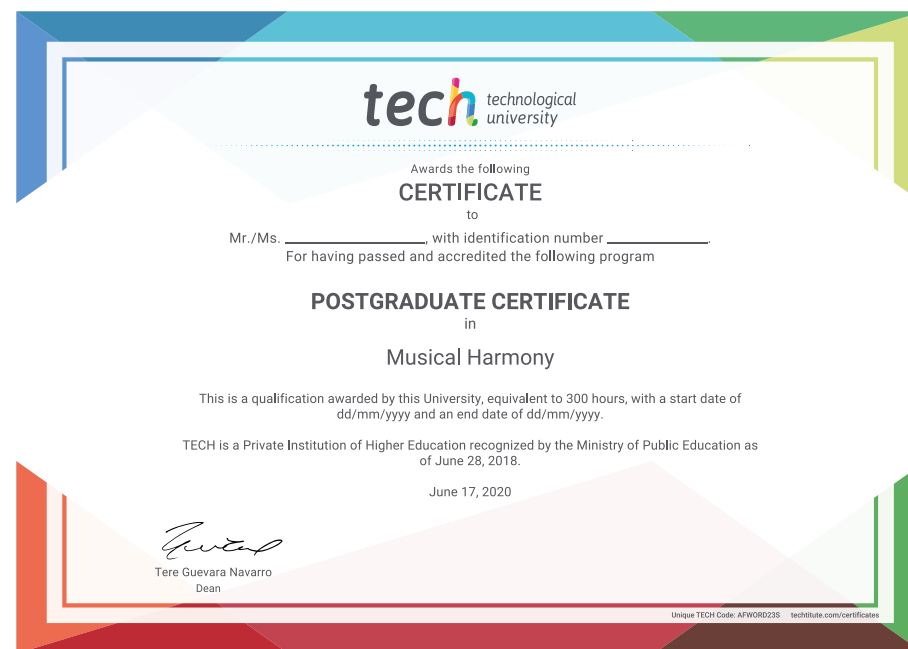 tech technological
university
Awards the following
CERTIFICATE
to
Mr./Ms. ____________________, with identification number ______________.
For having passed and accredited the following program
POSTGRADUATE CERTIFICATE
in
Musical Harmony
This is a qualification awarded by this University, equivalent to 300 hours, with a start date of
dd/mm/yyyy and an end date of dd/mm/yyyy.
TECH is a Private Institution of Higher Education recognized by the Ministry of Public Education as
of June 28, 2018.
June 17, 2020
Tere Guevara Navarro
Dean
Unique TECH Code: AFWORD23S techtitute.com/certificates